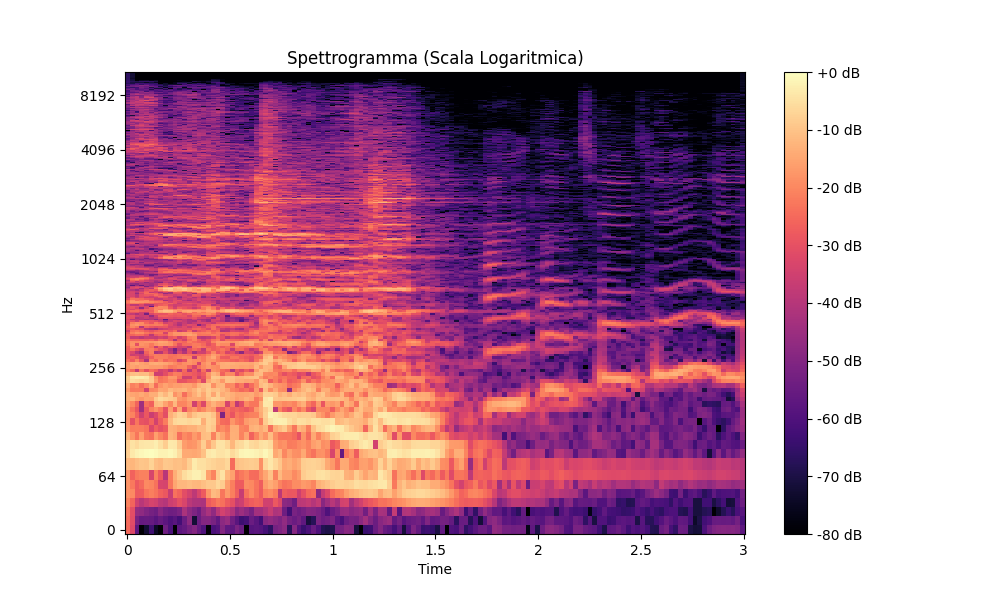 Spettrogramma (Scala Logaritmica)
Hz
8192
4096
2048
1024
512
256
128
64
0
0
0.5
1
1.5
2
2.5
3
Time
+0 dB
-10 dB
-20 dB
-30 dB
-40 dB
-50 dB
-60 dB
-70 dB
-80 dB